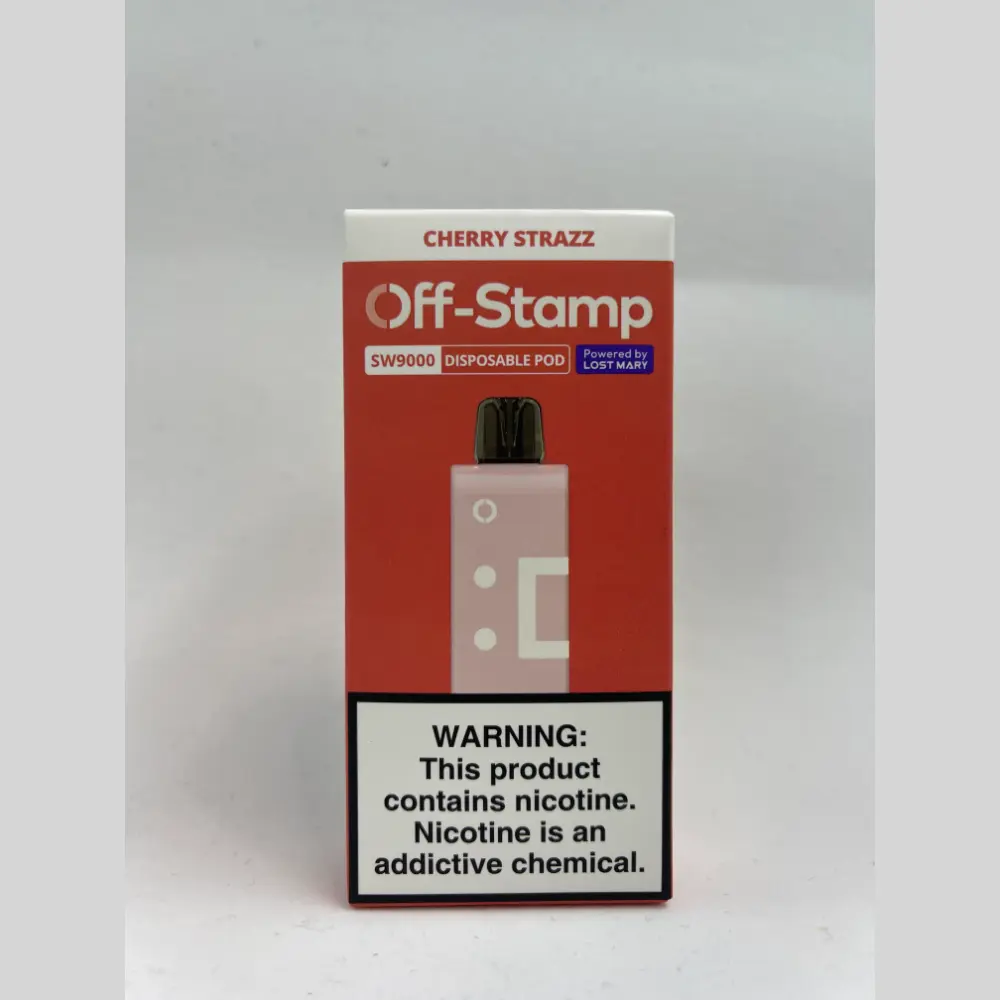 CHERRY STRAZZ
Off-Stamp
SW9000 DISPOSABLE POD Powered by
LOST MARY
WARNING:
This product
contains nicotine.
Nicotine is an
addictive chemical.